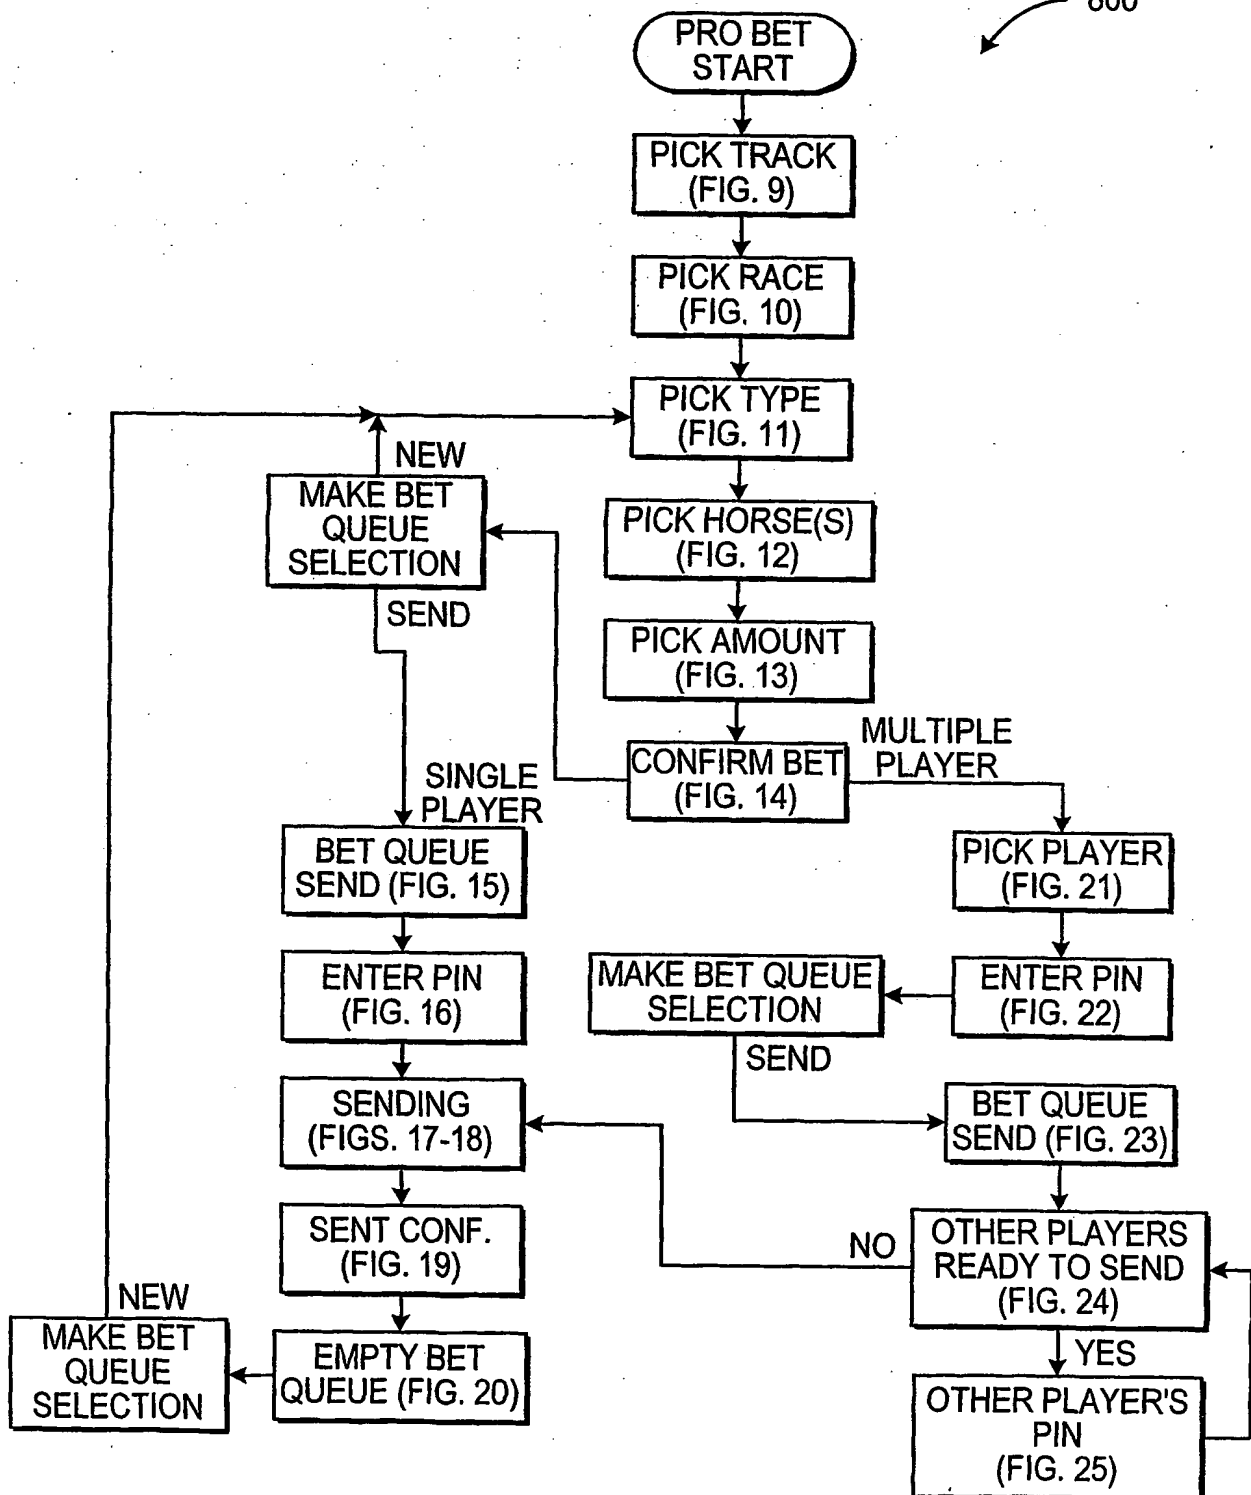 800
PRO BET
START
PICK TRACK
(FIG. 9)
PICK RACE
(FIG. 10)
PICK TYPE
(FIG. 11)
NEW
MAKE BET
QUEUE
SELECTION
SEND
PICK HORSE(S)
(FIG. 12)
PICK AMOUNT
(FIG. 13)
CONFIRM BET
(FIG. 14)
MULTIPLE
PLAYER
SINGLE
PLAYER
BET QUEUE
SEND (FIG. 15)
ENTER PIN
(FIG. 16)
SENDING
(FIGS. 17-18)
SENT CONF.
(FIG. 19)
EMPTY BET
QUEUE (FIG. 20)
NEW
MAKE BET
QUEUE
SELECTION
PICK PLAYER
(FIG. 21)
ENTER PIN
(FIG. 22)
MAKE BET QUEUE
SELECTION
SEND
BET QUEUE
SEND (FIG. 23)
OTHER PLAYERS
READY TO SEND
(FIG. 24)
NO
YES
OTHER PLAYER'S
PIN
(FIG. 25)